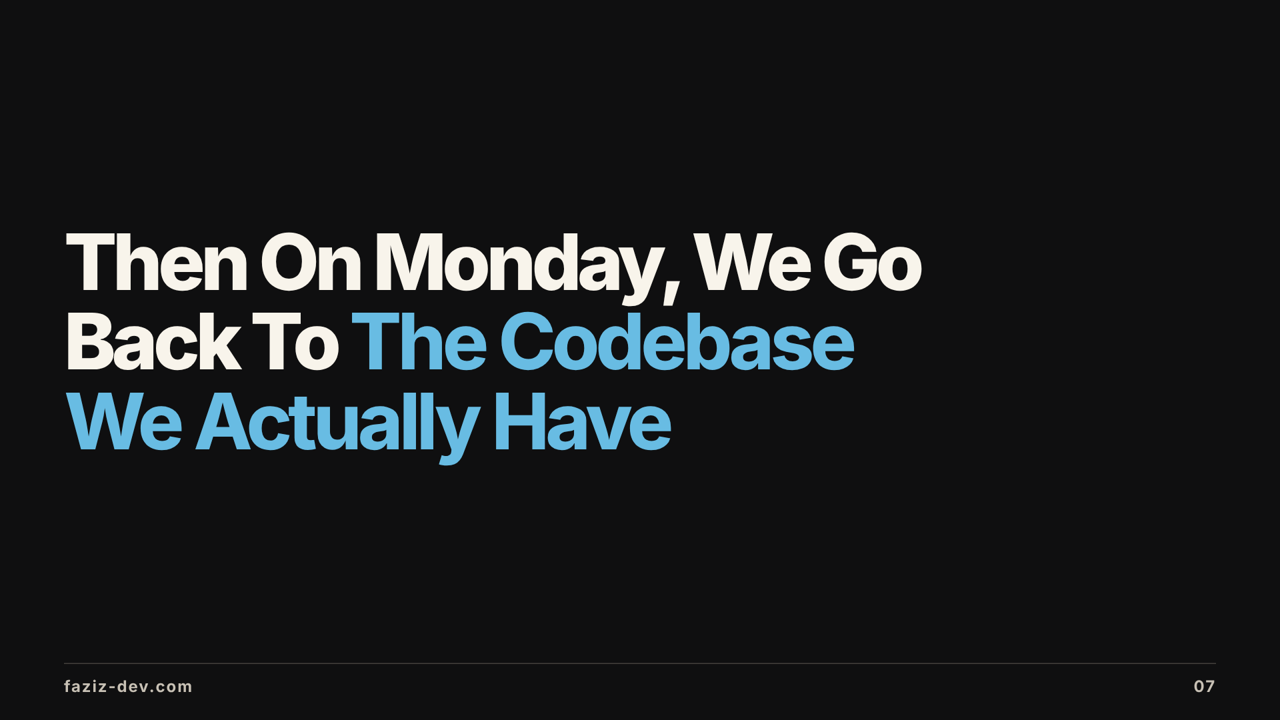 Then On Monday, We Go
Back To The Codebase
We Actually Have
faziz-dev.com
07